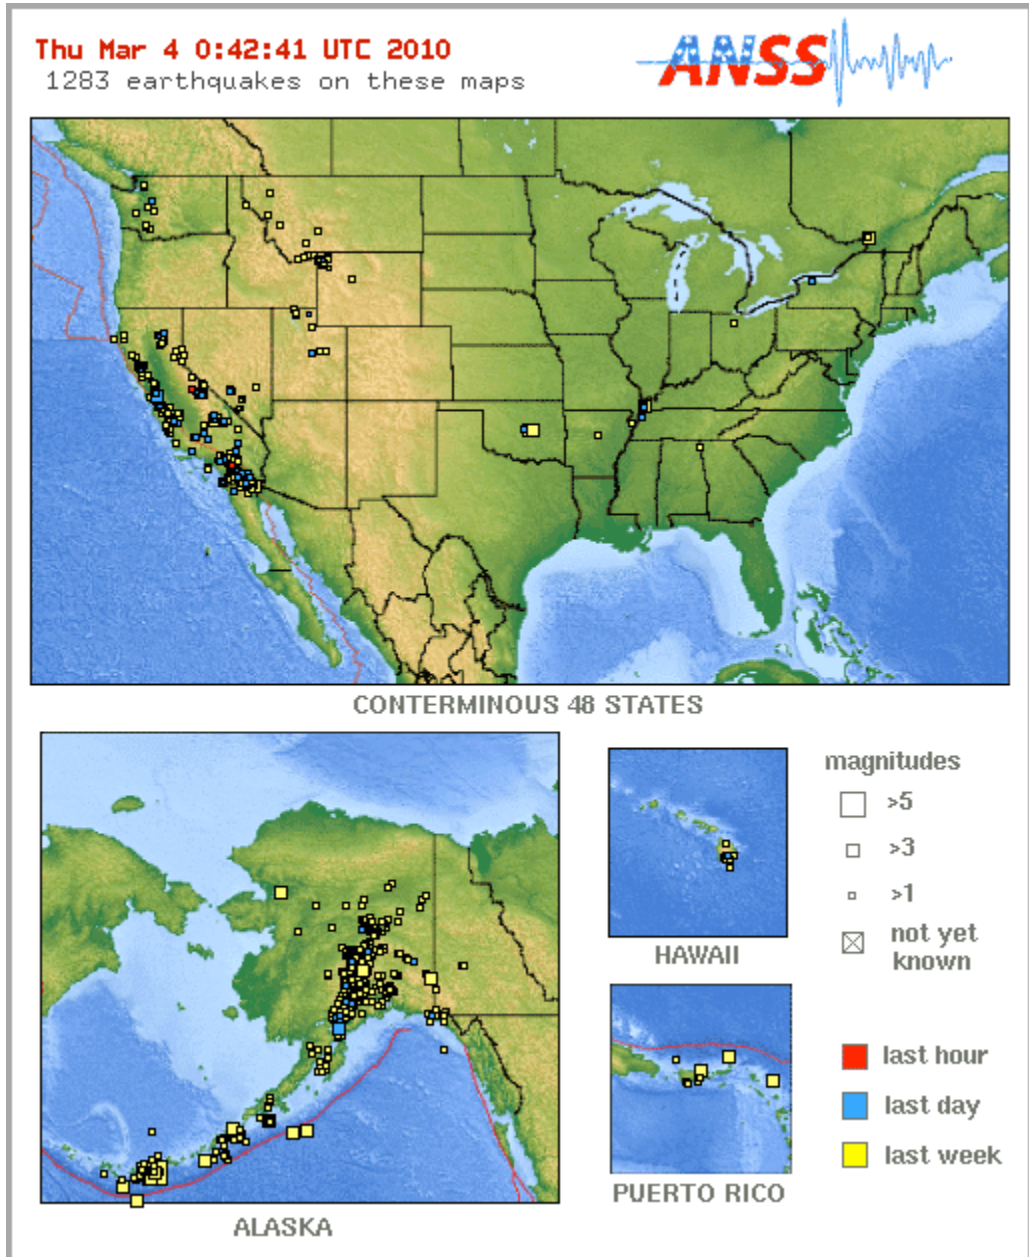 Thu Mar 4 0:42:41 UTC 2010
1283 earthquakes on these maps
ANSS
CONTERMINOUS 48 STATES
magnitudes
>5
>3
>1
not yet
known
HAWAII
last hour
last day
last week
PUERTO RICO
ALASKA